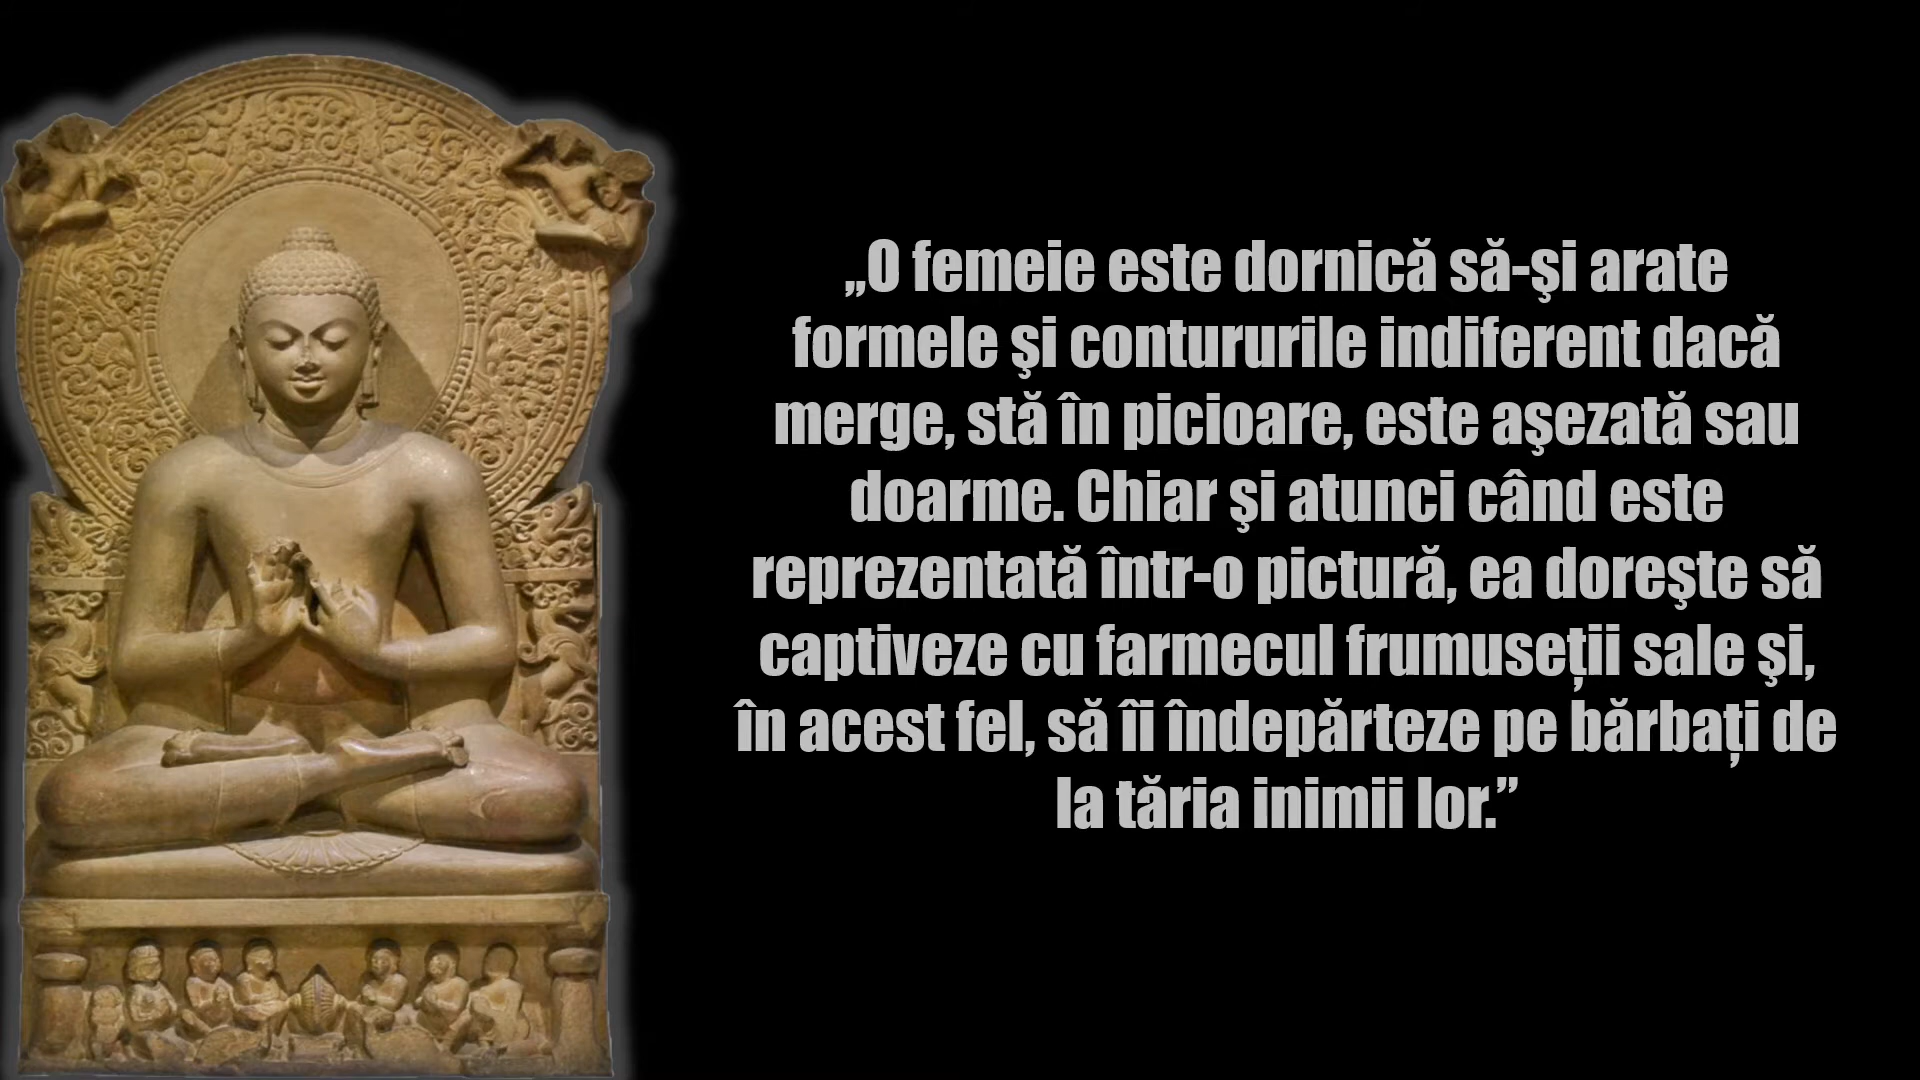 „O femeie este dornică să-şi arate
formele şi contururile indiferent dacă
merge, stă în picioare, este aşezată sau
doarme. Chiar şi atunci când este
reprezentată într-o pictură, ea doreşte să
captiveze cu farmecul frumuseţii sale şi,
în acest fel, să îi îndepărteze pe bărbaţi de
la tăria inimii lor.”